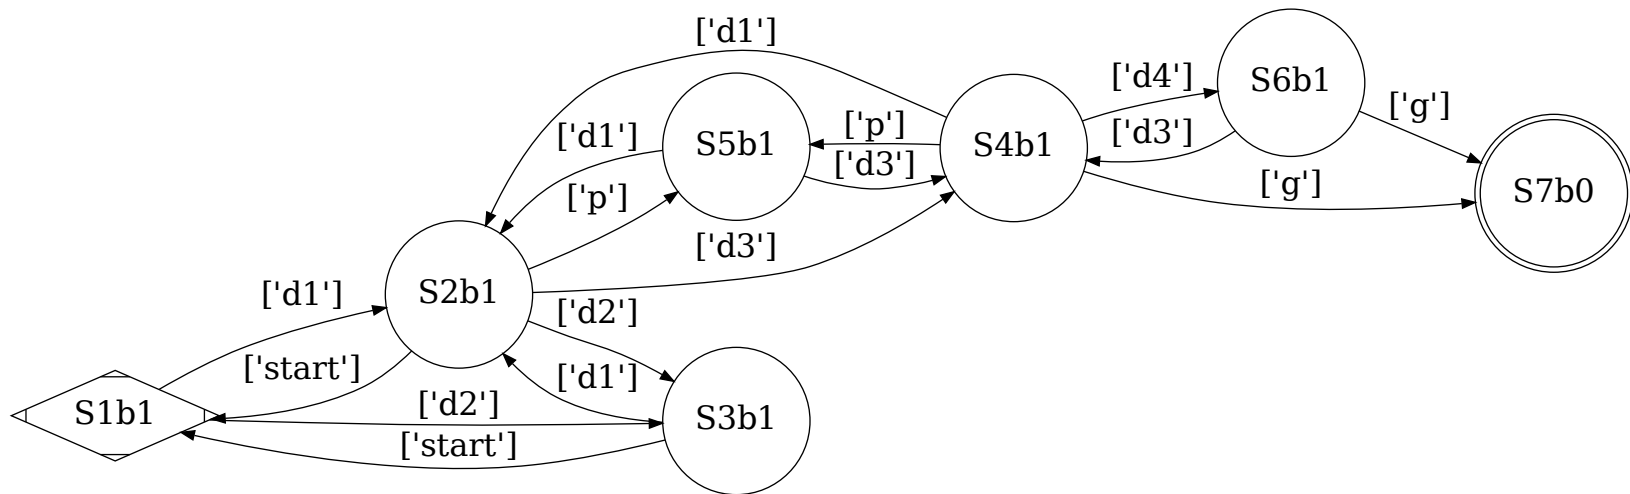 ['d1']
['d4']
S6b1
['g']
['d1']
S5b1
['p']
['d3']
S4b1
['d3']
['p']
['g']
S7b0
['d3']
['d1']
S2b1
['d2']
['start']
['d1']
S1b1
['d2']
S3b1
['start']